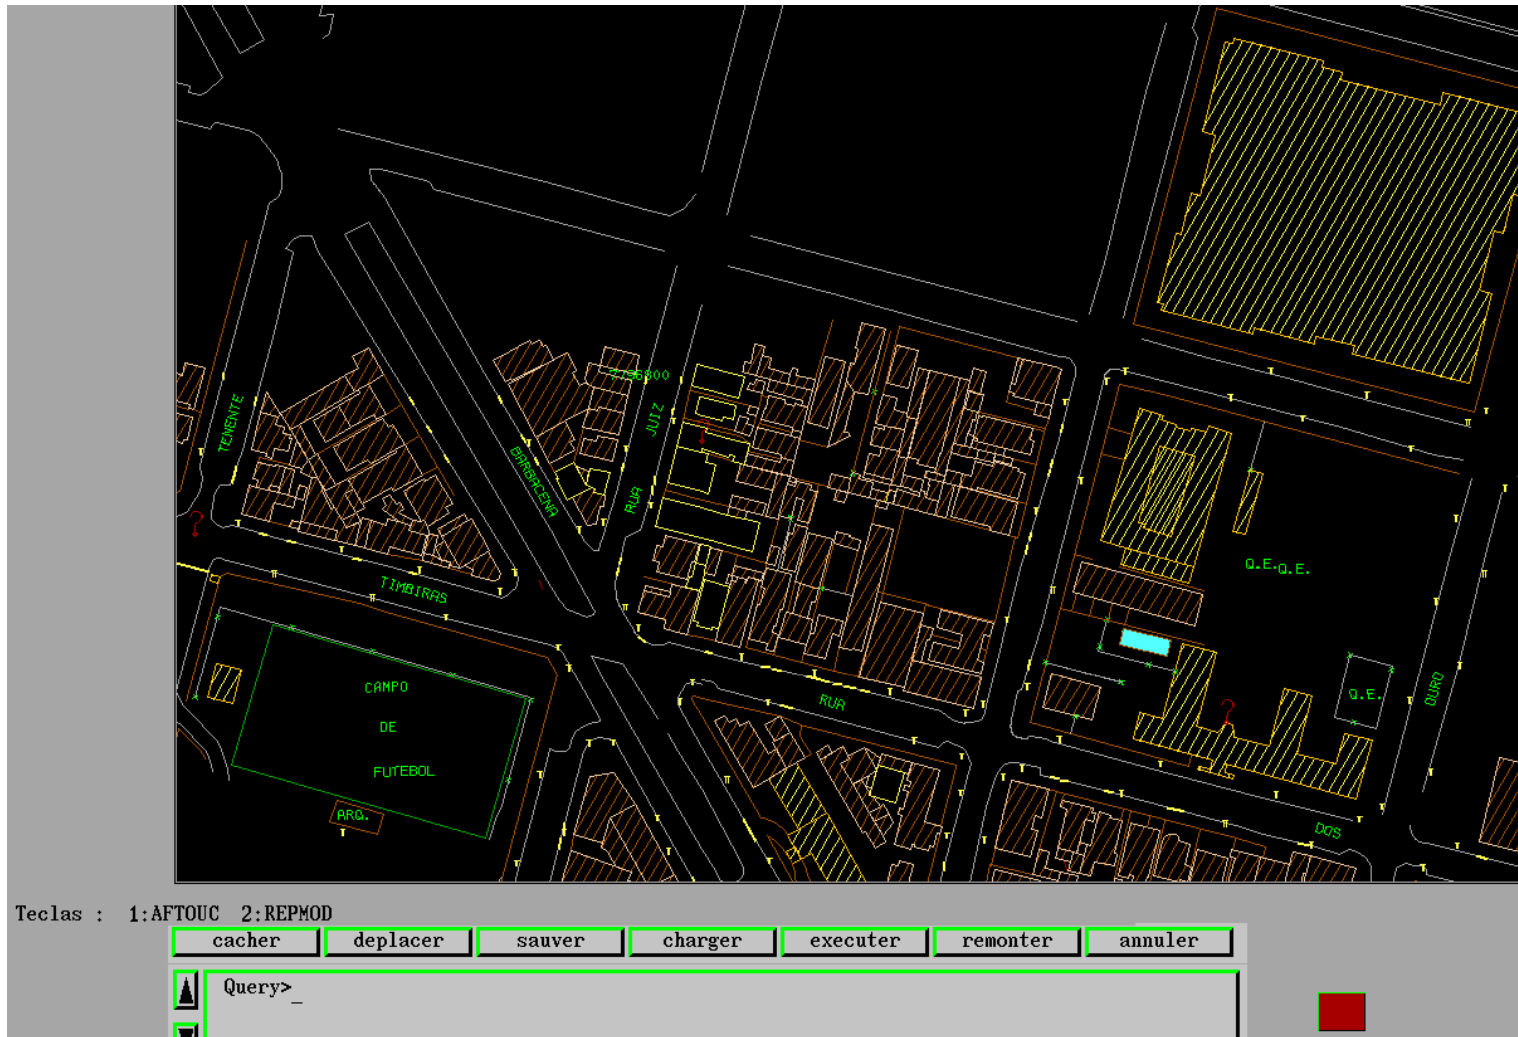 7796800
TENENTE
JUIZ
BARBACENA
RUA
TIMBIRAS
Q.E.
Q.E.
CAMPO
DE
FUTEBOL
ARQ.
RUA
Q.E.
OURO
DOS
Teclas : 1:AFTOUC 2:REPMOD
cacher deplacer sauver charger executer remonter annuler
Query>_